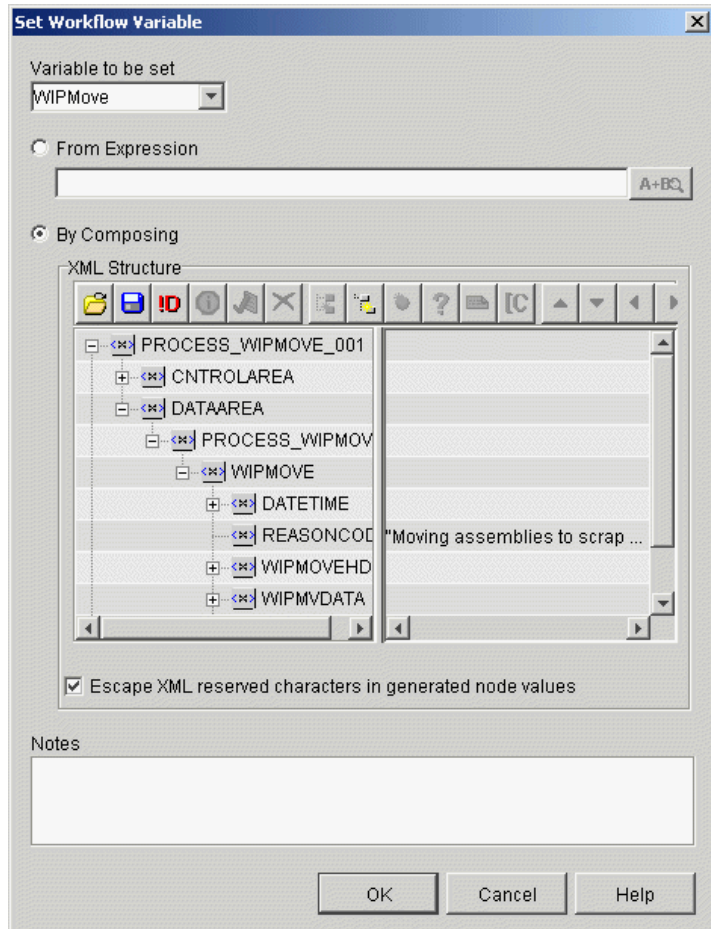 Set Workflow Variable
Variable to be set
WIPMove
From Expression
A+B
By Composing
XML Structure
!D [C
PROCESS_WIPMOVE_001
CNTROLAREA
DATAAREA
PROCESS_WIPMOV
WIPMOVE
DATETIME
REASONCOD "Moving assemblies to scrap ...
WIPMOVEHD
WIPMVDATA
Escape XML reserved characters in generated node values
Notes
OK Cancel Help